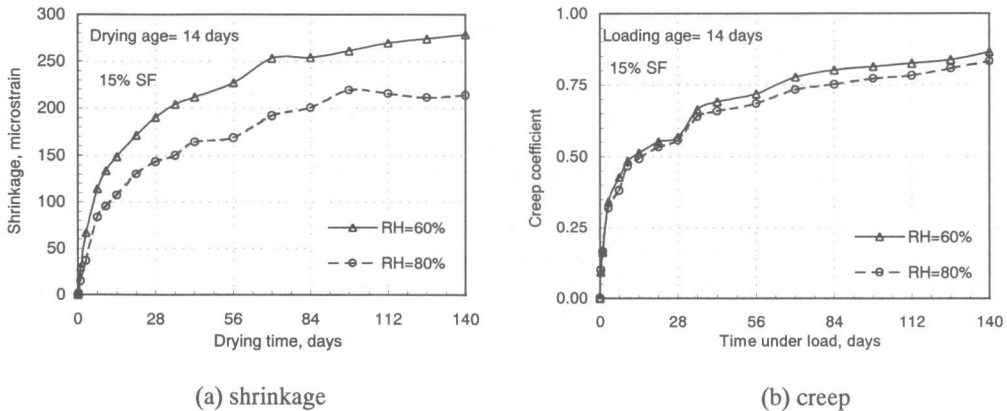 300
250
200
150
100
50
0
Shrinkage, microstrain
Drying age= 14 days
15% SF
RH=60%
RH=80%
0 28 56 84 112 140
Drying time, days
(a) shrinkage
1.00
0.75
0.50
0.25
0.00
Creep coefficient
Loading age = 14 days
15% SF
RH=60%
RH=80%
0 28 56 84 112 140
Time under load, days
(b) creep